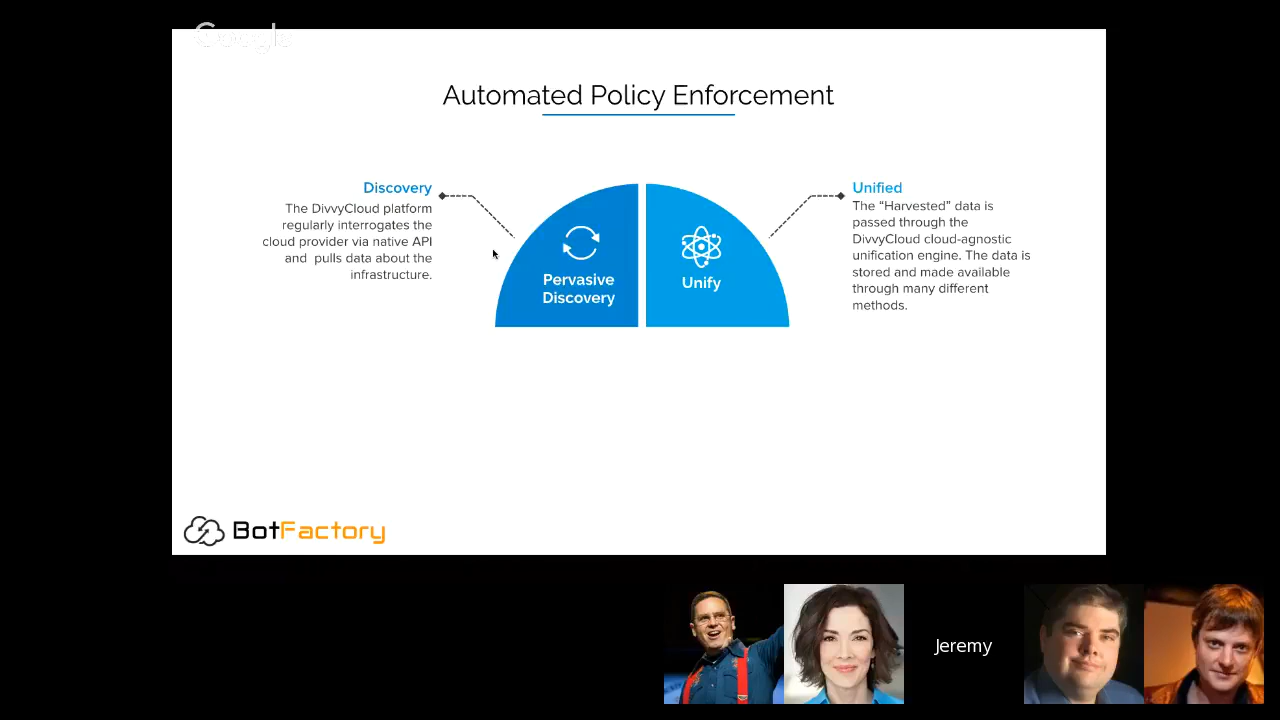 Google
Automated Policy Enforcement
Discovery
The DivvyCloud platform
regularly interrogates the
cloud provider via native API
and pulls data about the
infrastructure.
Pervasive
Discovery
Unify
Unified
The “Harvested” data is
passed through the
DivvyCloud cloud-agnostic
unification engine. The data is
stored and made available
through many different
methods.
BotFactory
Jeremy